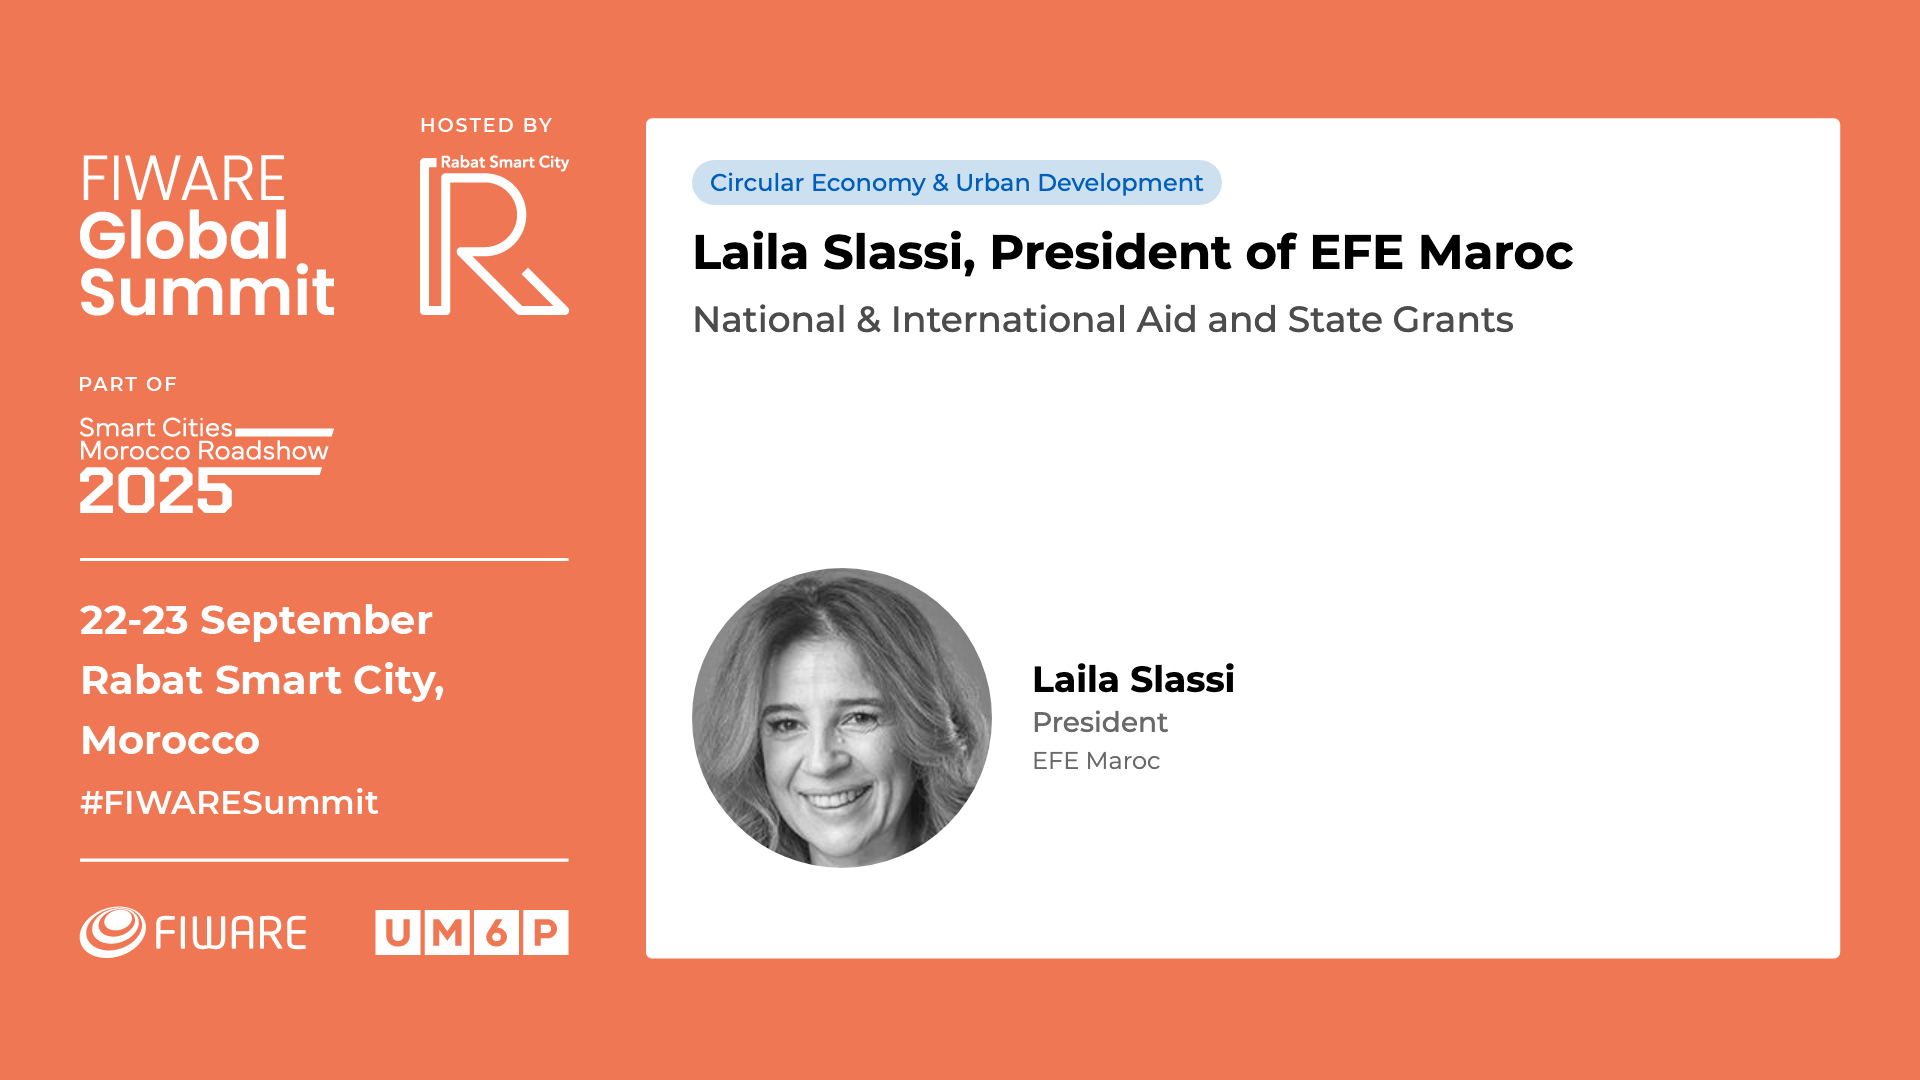 FIWARE
Global
Summit
HOSTED BY
Rabat Smart City
R
PART OF
Smart Cities
Morocco Roadshow
2025
22-23 September
Rabat Smart City,
Morocco
#FIWARESummit
FIWARE
UM6P
Circular Economy & Urban Development
Laila Slassi, President of EFE Maroc
National & International Aid and State Grants
Laila Slassi
President
EFE Maroc